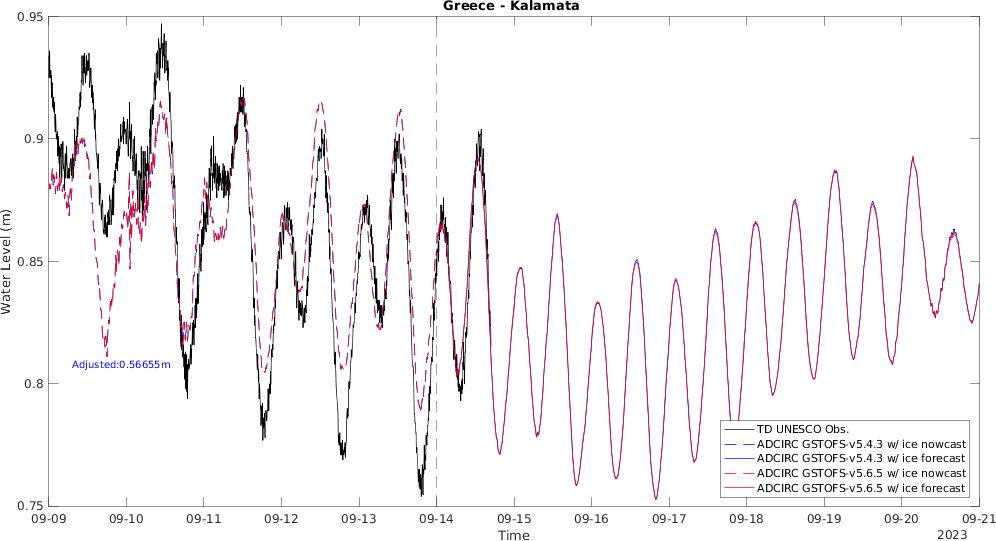 Greece - Kalamata
0.95
0.9
0.85
0.8
0.75
Water Level (m)
Adjusted:0.56655m
TD UNESCO Obs.
ADCIRC GSTOFS-v5.4.3 w/ ice nowcast
ADCIRC GSTOFS-v5.4.3 w/ ice forecast
ADCIRC GSTOFS-v5.6.5 w/ ice nowcast
ADCIRC GSTOFS-v5.6.5 w/ ice forecast
09-09 09-10 09-11 09-12 09-13 09-14 09-15 09-16 09-17 09-18 09-19 09-20 09-21
Time
2023